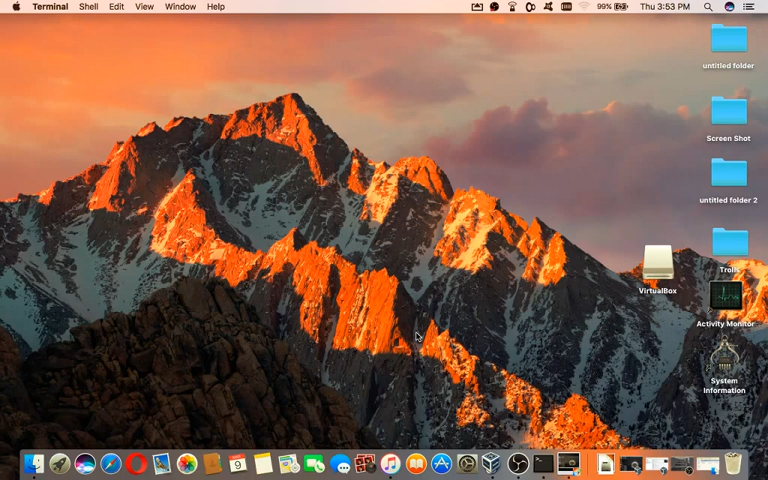 Terminal Shell Edit View Window Help 99% Thu 3:53 PM
untitled folder
Screen Shot
untitled folder 2
Trolls
VirtualBox
Activity Monitor
System
Information
9